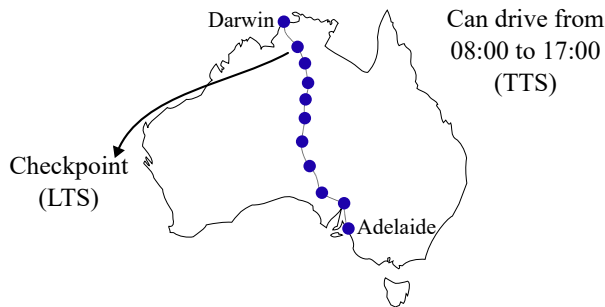 Darwin
Can drive from
08:00 to 17:00
(TTS)
Checkpoint
(LTS)
Adelaide